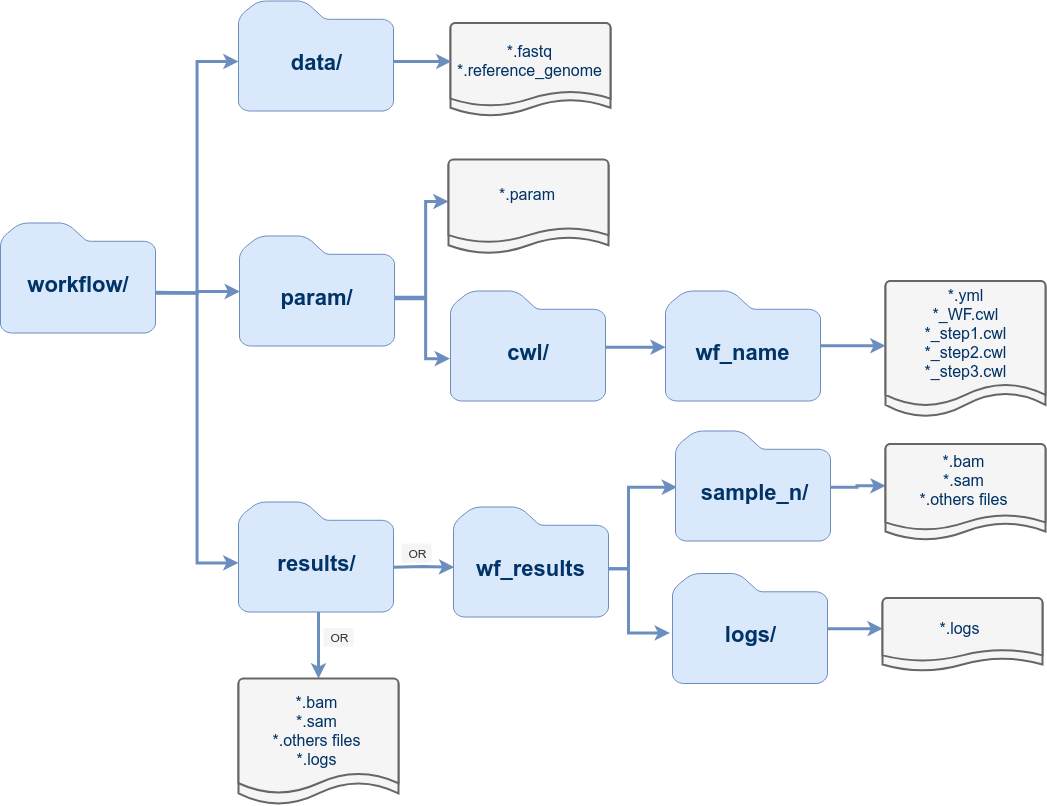 data/
*.fastq
*.reference_genome
*.param
workflow/
param/
cwl/
wf_name
*.yml
*_WF.cwl
*_step1.cwl
*_step2.cwl
*_step3.cwl
results/
OR
wf_results
sample_n/
*.bam
*.sam
*.others files
logs/
*.logs
OR
*.bam
*.sam
*.others files
*.logs